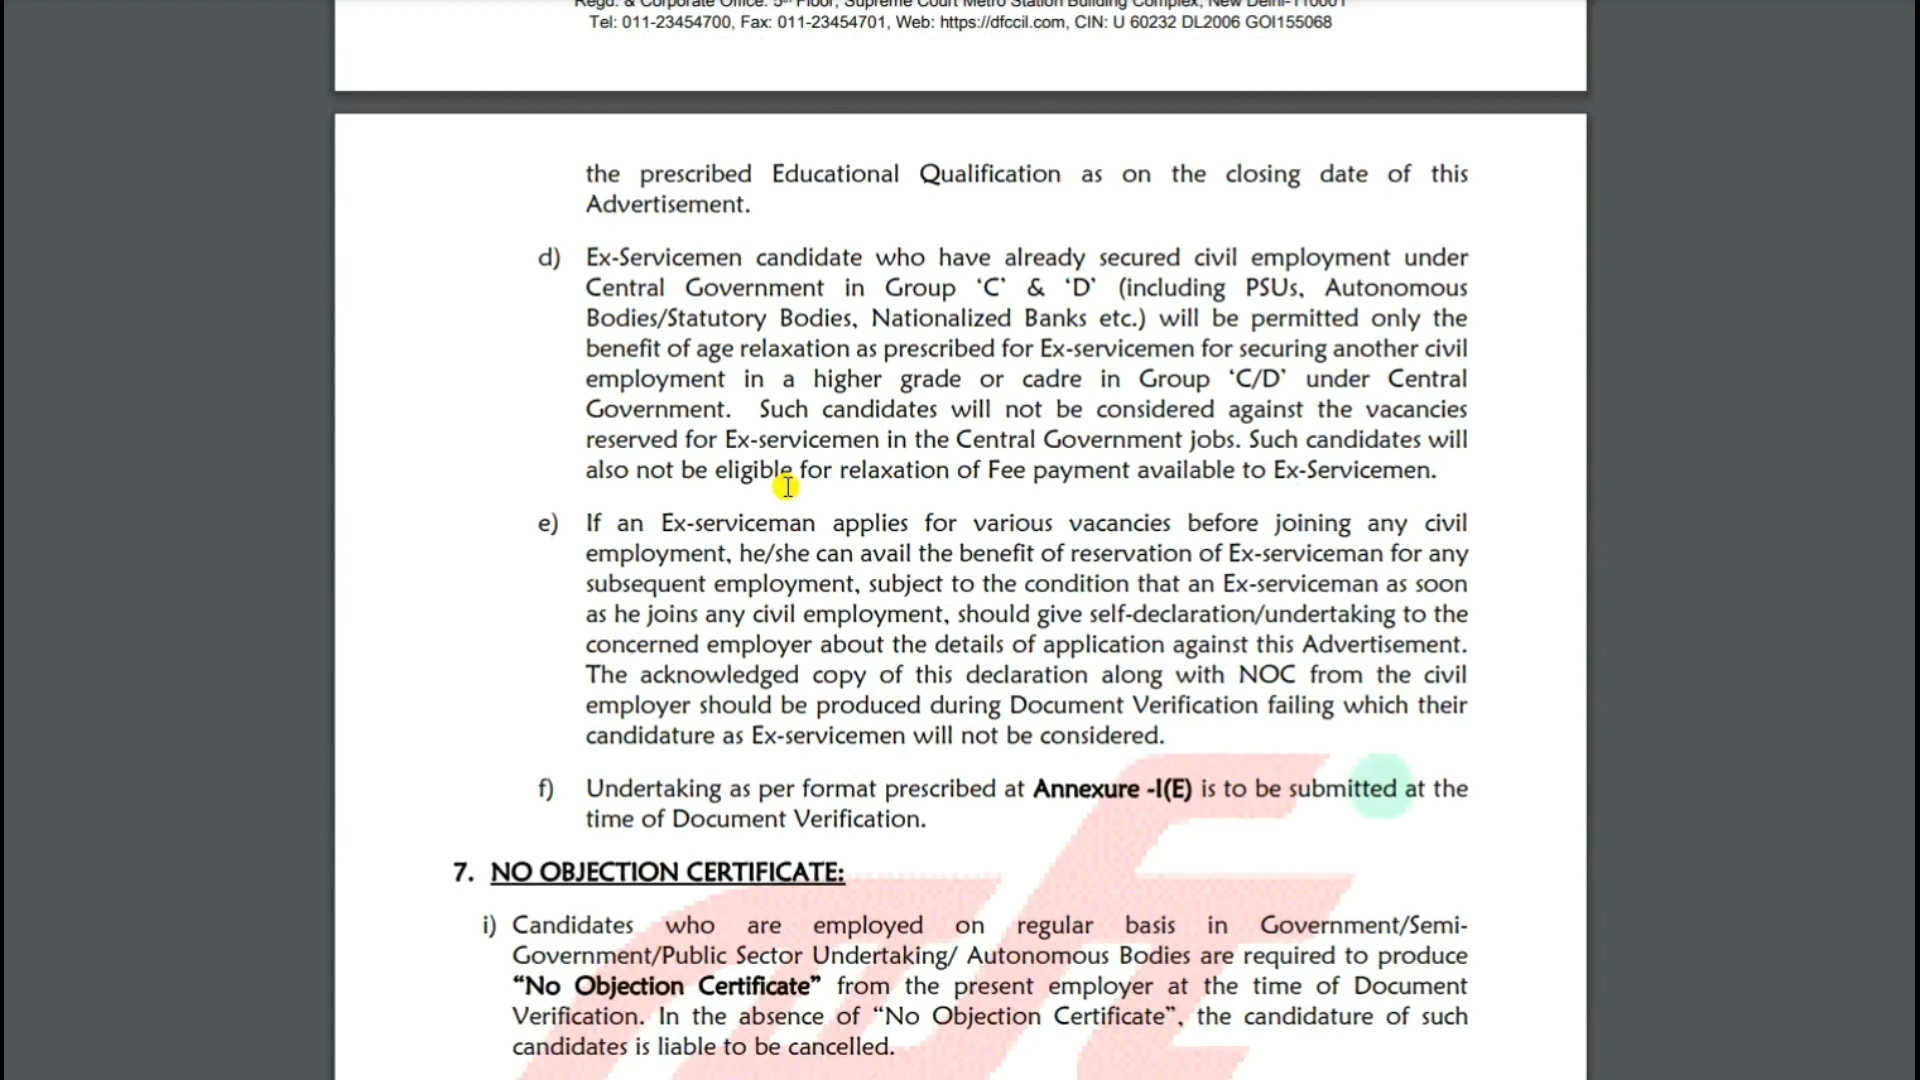 Regd. & Corporate Office: 5th Floor, Supreme Court Metro Station Building Complex, New Delhi-110001
Tel: 011-23454700, Fax: 011-23454701, Web: https://dfccil.com, CIN: U 60232 DL2006 GOI155068
the prescribed Educational Qualification as on the closing date of this
Advertisement.
d) Ex-Servicemen candidate who have already secured civil employment under
Central Government in Group ‘C’ & ‘D’ (including PSUs, Autonomous
Bodies/Statutory Bodies, Nationalized Banks etc.) will be permitted only the
benefit of age relaxation as prescribed for Ex-servicemen for securing another civil
employment in a higher grade or cadre in Group ‘C/D’ under Central
Government. Such candidates will not be considered against the vacancies
reserved for Ex-servicemen in the Central Government jobs. Such candidates will
also not be eligible for relaxation of Fee payment available to Ex-Servicemen.
e) If an Ex-serviceman applies for various vacancies before joining any civil
employment, he/she can avail the benefit of reservation of Ex-serviceman for any
subsequent employment, subject to the condition that an Ex-serviceman as soon
as he joins any civil employment, should give self-declaration/undertaking to the
concerned employer about the details of application against this Advertisement.
The acknowledged copy of this declaration along with NOC from the civil
employer should be produced during Document Verification failing which their
candidature as Ex-servicemen will not be considered.
f) Undertaking as per format prescribed at Annexure -I(E) is to be submitted at the
time of Document Verification.
7. NO OBJECTION CERTIFICATE:
i) Candidates who are employed on regular basis in Government/Semi-
Government/Public Sector Undertaking/ Autonomous Bodies are required to produce
“No Objection Certificate” from the present employer at the time of Document
Verification. In the absence of “No Objection Certificate”, the candidature of such
candidates is liable to be cancelled.